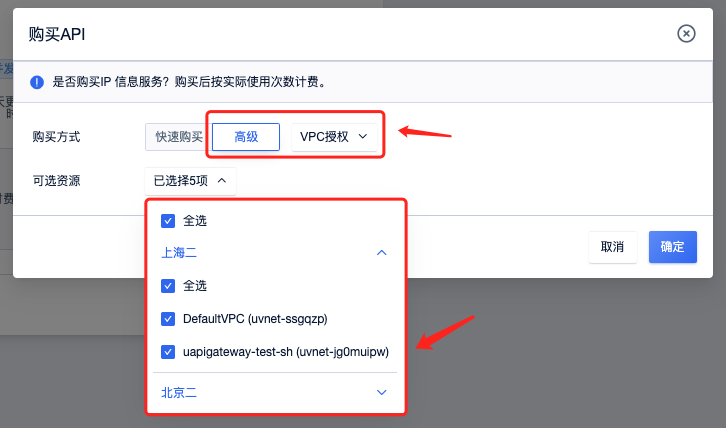 购买API
是否购买IP 信息服务？购买后按实际使用次数计费。
购买方式
快速购买
高级
VPC授权
可选资源
已选择5项
全选
上海二
全选
DefaultVPC (uvnet-ssgqzp)
uapigateway-test-sh (uvnet-jg0muipw)
北京二
取消
确定